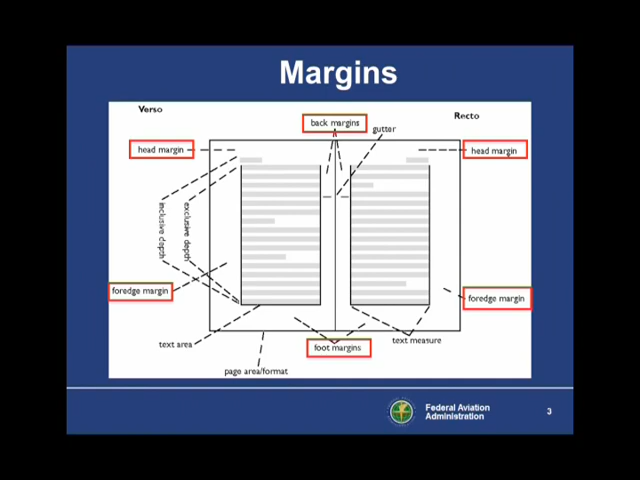 Margins
Verso
Recto
back margins
gutter
head margin
head margin
inclusive depth
exclusive depth
foredge margin
foredge margin
text area
foot margins
text measure
page area/format
Federal Aviation
Administration
3